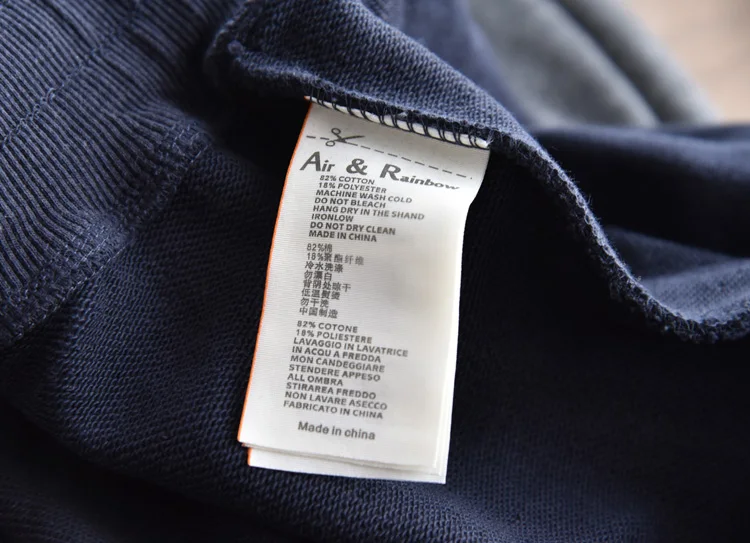 Air & Rainbow
82% COTTON
18% POLYESTER
MACHINE WASH COLD
DO NOT BLEACH
HANG DRY IN THE SHAND
IRONLOW
DO NOT DRY CLEAN
MADE IN CHINA
82%棉
18%聚酯纤维
冷水洗涤
勿漂白
背阴处晾干
低温熨烫
勿干洗
中国制造
82% COTONE
18% POLIESTERE
LAVAGGIO IN LAVATRICE
IN ACQU A FREDDA
MON CANDEGGIARE
STENDERE APPESO
ALL OMBRA
STIRAREA FREDDO
NON LAVARE ASECCO
FABRICATO IN CHINA
Made in china